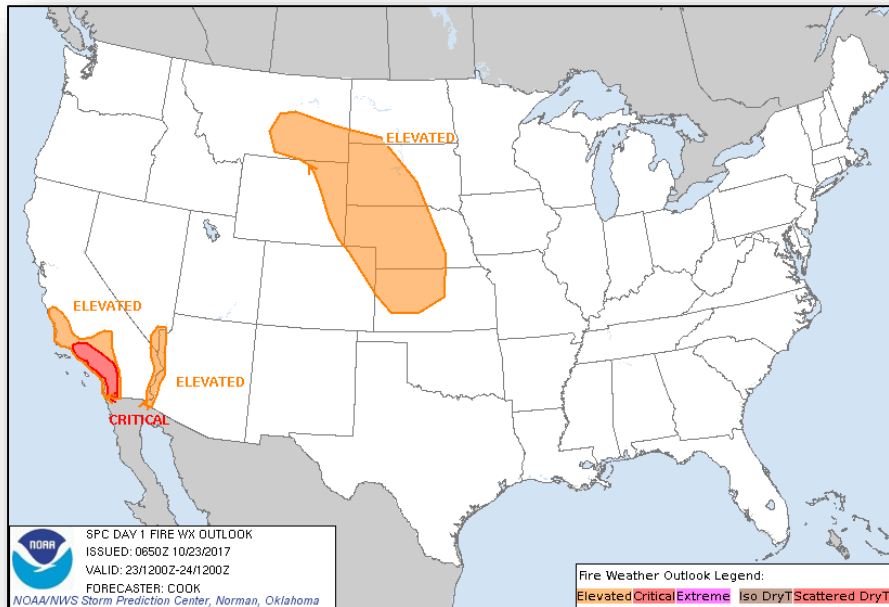 ELEVATED
ELEVATED
ELEVATED
CRITICAL
NOAA
SPC DAY 1 FIRE WX OUTLOOK
ISSUED: 0650Z 10/23/2017
VALID: 23/1200Z-24/1200Z
FORECASTER: COOK
NOAA/NWS Storm Prediction Center, Norman, Oklahoma
Fire Weather Outlook Legend:
Elevated Critical Extreme Iso DryT Scattered DryT